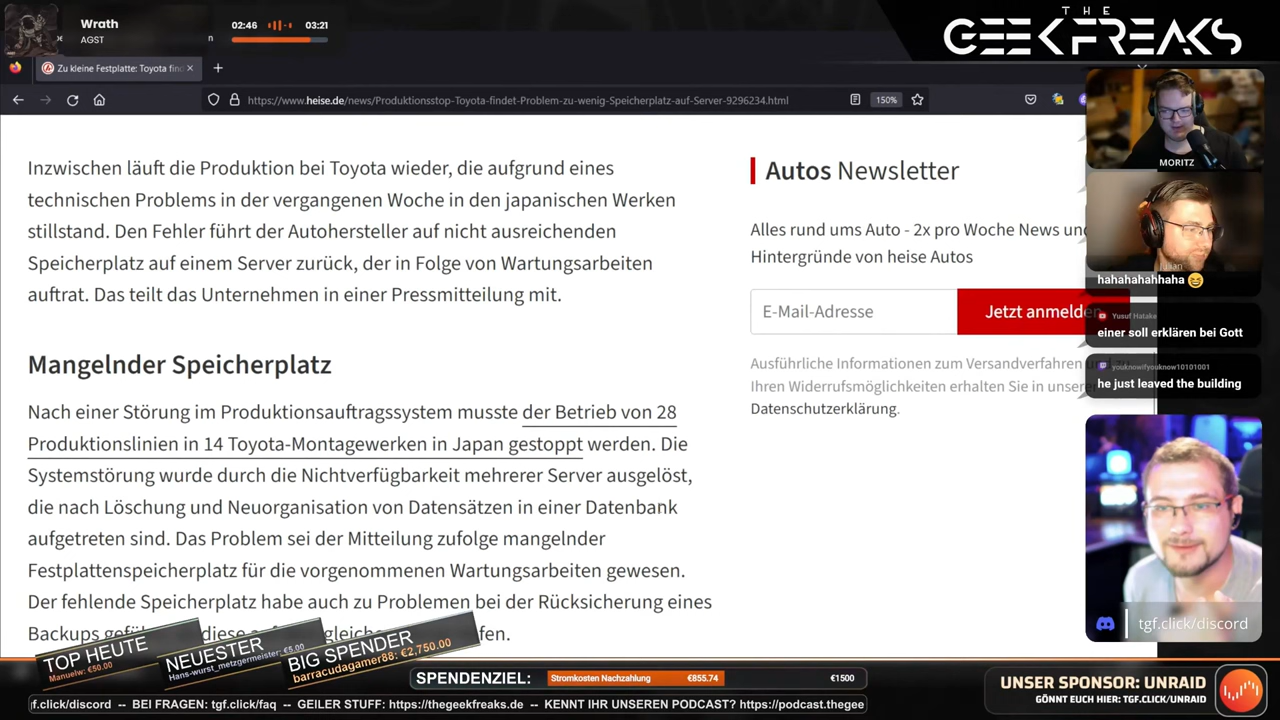 Wrath
AGST
02:46
03:21
THE
GEEKFREAKS
Zu kleine Festplatte: Toyota find
https://www.heise.de/news/Produktionsstop-Toyota-findet-Problem-zu-wenig-Speicherplatz-auf-Server-9296234.html
150%
Inzwischen läuft die Produktion bei Toyota wieder, die aufgrund eines
technischen Problems in der vergangenen Woche in den japanischen Werken
stillstand. Den Fehler führt der Autohersteller auf nicht ausreichenden
Speicherplatz auf einem Server zurück, der in Folge von Wartungsarbeiten
auftrat. Das teilt das Unternehmen in einer Pressmitteilung mit.
Mangelnder Speicherplatz
Nach einer Störung im Produktionsauftragssystem musste der Betrieb von 28
Produktionslinien in 14 Toyota-Montagewerken in Japan gestoppt werden. Die
Systemstörung wurde durch die Nichtverfügbarkeit mehrerer Server ausgelöst,
die nach Löschung und Neuorganisation von Datensätzen in einer Datenbank
aufgetreten sind. Das Problem sei der Mitteilung zufolge mangelnder
Festplattenspeicherplatz für die vorgenommenen Wartungsarbeiten gewesen.
Der fehlende Speicherplatz habe auch zu Problemen bei der Rücksicherung eines
Backups
Autos Newsletter
Alles rund ums Auto - 2x pro Woche News und
Hintergründe von heise Autos
E-Mail-Adresse
Jetzt anmelden
Ausführliche Informationen zum Versandverfahren
Ihren Widerrufsmöglichkeiten erhalten Sie in unserer
Datenschutzerklärung.
MORITZ
hahahahahhaha 😆
Yusuf Hatake
einer soll erklären bei Gott
youknowifyouknow10101001
he just leaved the building
tgf.click/discord
TOP HEUTE
Manuelw: €50.00
NEUESTER
Hans-wurst_metzgermeister: €5.00
BIG SPENDER
barracudagamer88: €2,750.00
SPENDENZIEL:
Stromkosten Nachzahlung
€855.74
€1500
gf.click/discord -- BEI FRAGEN: tgf.click/faq -- GEILER STUFF: https://thegeekfreaks.de -- KENNT IHR UNSEREN PODCAST? https://podcast.thegee
UNSER SPONSOR: UNRAID
GÖNNT EUCH HIER: TGF.CLICK/UNRAID